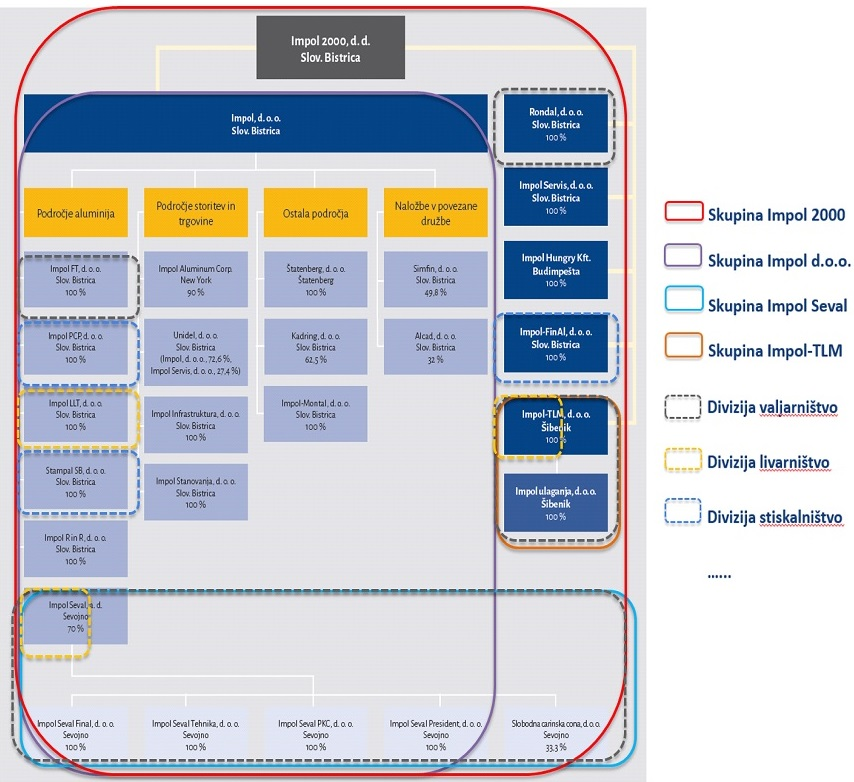 Impol 2000, d. d.
Slov. Bistrica
Impol, d. o. o.
Slov. Bistrica
Rondal, d. o. o.
Slov. Bistrica
100 %
Impol Servis, d. o. o.
Slov. Bistrica
100 %
Impol Hungry Kft.
Budimpešta
100 %
Impol-FinAl, d. o. o.
Slov. Bistrica
100 %
Impol-TLM, d. o. o.
Šibenik
100 %
Impol ulaganja, d. o. o.
Šibenik
100 %
Področje aluminija
Impol FT, d. o. o.
Slov. Bistrica
100 %
Impol PCP, d. o. o.
Slov. Bistrica
100 %
Impol LLT, d. o. o.
Slov. Bistrica
100 %
Stampal SB, d. o. o.
Slov. Bistrica
100 %
Impol R in R, d. o. o.
Slov. Bistrica
100 %
Impol Seval, a. d.
Sevojno
70 %
Področje storitev in
trgovine
Impol Aluminum Corp.
New York
90 %
Unidel, d. o. o.
Slov. Bistrica
(Impol, d. o. o., 72,6 %,
Impol Servis, d. o. o., 27,4 %)
Impol Infrastruktura, d. o. o.
Slov. Bistrica
100 %
Impol Stanovanja, d. o. o.
Slov. Bistrica
100 %
Ostala področja
Štatenberg, d. o. o.
Štatenberg
100 %
Kadring, d. o. o.
Slov. Bistrica
62,5 %
Impol-Montal, d. o. o.
Slov. Bistrica
100 %
Naložbe v povezane
družbe
Simfin, d. o. o.
Slov. Bistrica
49,8 %
Alcad, d. o. o.
Slov. Bistrica
32 %
Impol Seval Final, d. o. o.
Sevojno
100 %
Impol Seval Tehnika, d. o. o.
Sevojno
100 %
Impol Seval PKC, d. o. o.
Sevojno
100 %
Impol Seval President, d. o. o.
Sevojno
100 %
Slobodna carinska cona, d. o. o.
Sevojno
33,3 %
Skupina Impol 2000
Skupina Impol d.o.o.
Skupina Impol Seval
Skupina Impol-TLM
Divizija valjarništvo
Divizija livarništvo
Divizija stiskalništvo
......